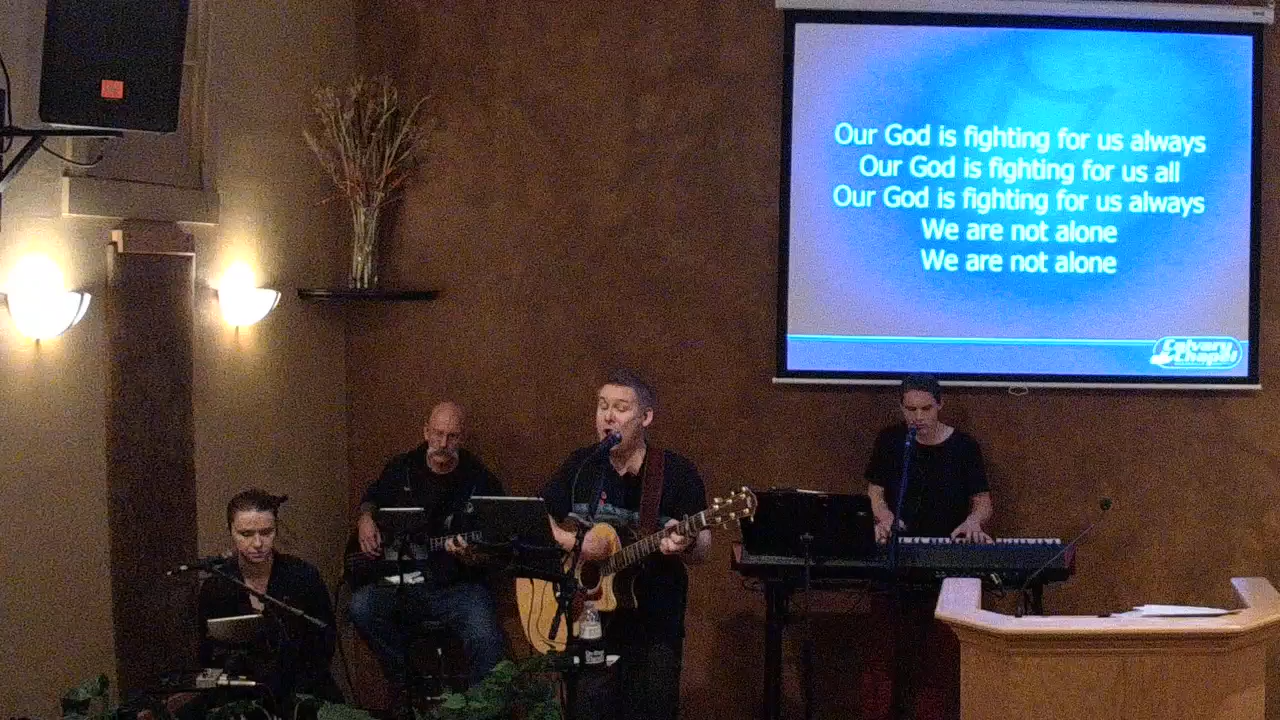 Our God is fighting for us always
Our God is fighting for us all
Our God is fighting for us always
We are not alone
We are not alone
Calvary
Chapel